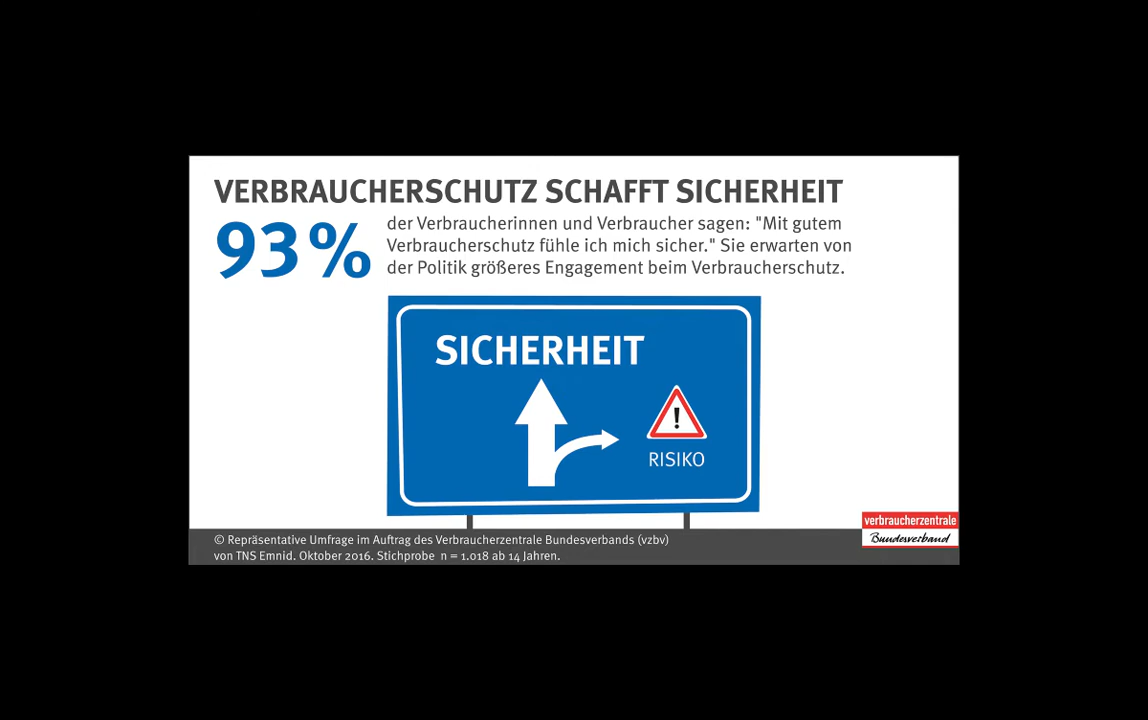 VERBRAUCHERSCHUTZ SCHAFFT SICHERHEIT
93 %
der Verbraucherinnen und Verbraucher sagen: "Mit gutem
Verbraucherschutz fühle ich mich sicher." Sie erwarten von
der Politik größeres Engagement beim Verbraucherschutz.
SICHERHEIT
!
RISIKO
verbraucherzentrale
Bundesverband
© Repräsentative Umfrage im Auftrag des Verbraucherzentrale Bundesverbands (vzbv)
von TNS Emnid. Oktober 2016. Stichprobe n = 1.018 ab 14 Jahren.